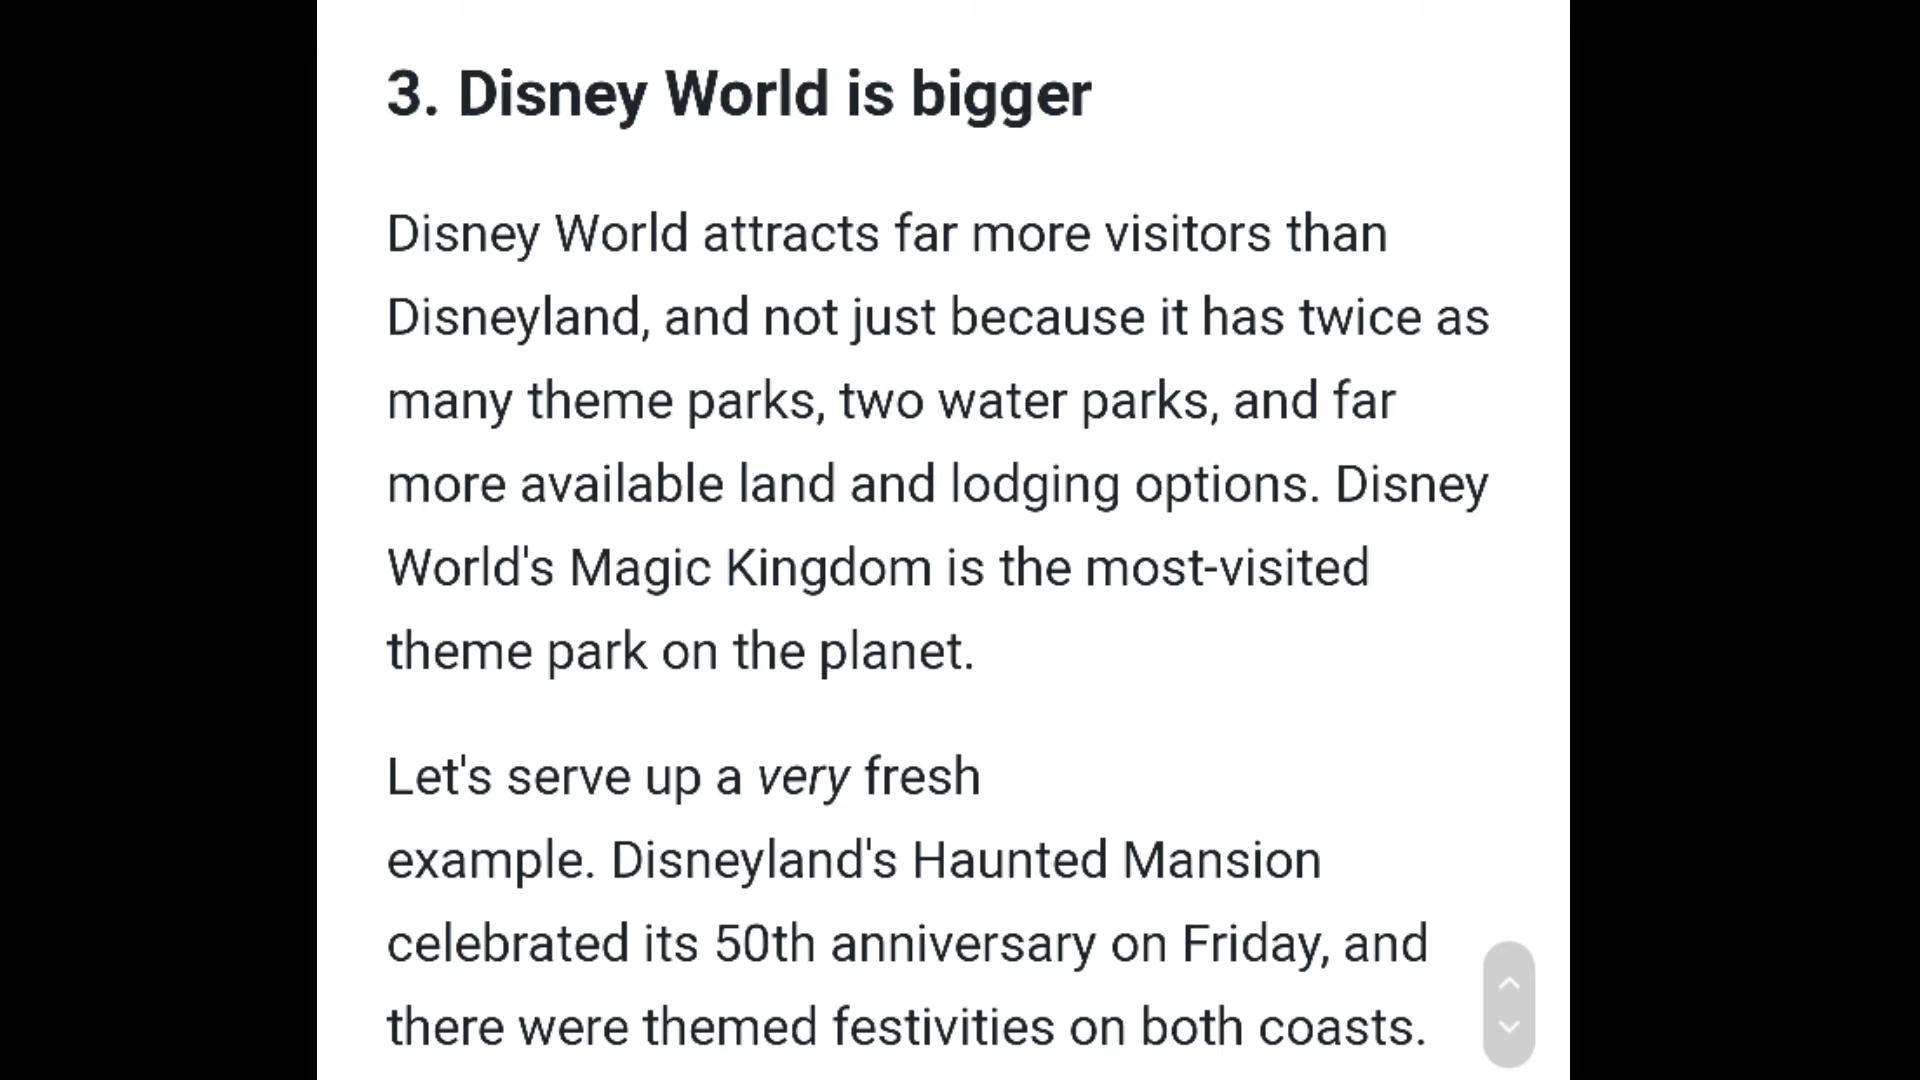 3. Disney World is bigger
Disney World attracts far more visitors than
Disneyland, and not just because it has twice as
many theme parks, two water parks, and far
more available land and lodging options. Disney
World's Magic Kingdom is the most-visited
theme park on the planet.
Let's serve up a very fresh
example. Disneyland's Haunted Mansion
celebrated its 50th anniversary on Friday, and
there were themed festivities on both coasts.